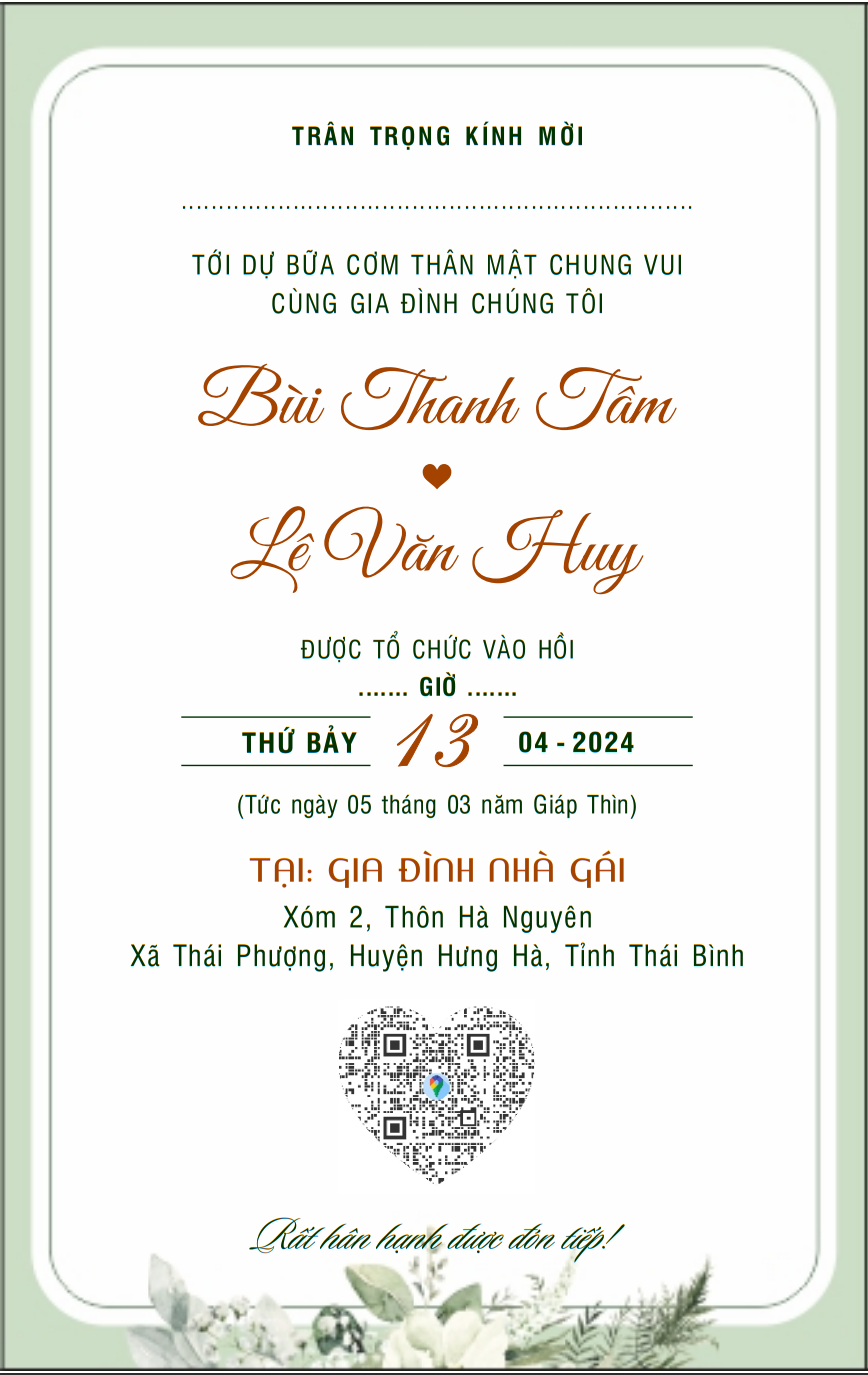 TRÂN TRỌNG KÍNH MỜI
......................................................................
TỚI DỰ BỮA CƠM THÂN MẬT CHUNG VUI
CÙNG GIA ĐÌNH CHÚNG TÔI
Bùi Thanh Tâm
Lê Văn Huy
ĐƯỢC TỔ CHỨC VÀO HỒI
....... GIỜ .......
THỨ BẢY 13 04 - 2024
(Tức ngày 05 tháng 03 năm Giáp Thìn)
TẠI: GIA ĐÌNH NHÀ GÁI
Xóm 2, Thôn Hà Nguyên
Xã Thái Phượng, Huyện Hưng Hà, Tỉnh Thái Bình
Rất hân hạnh được đón tiếp!